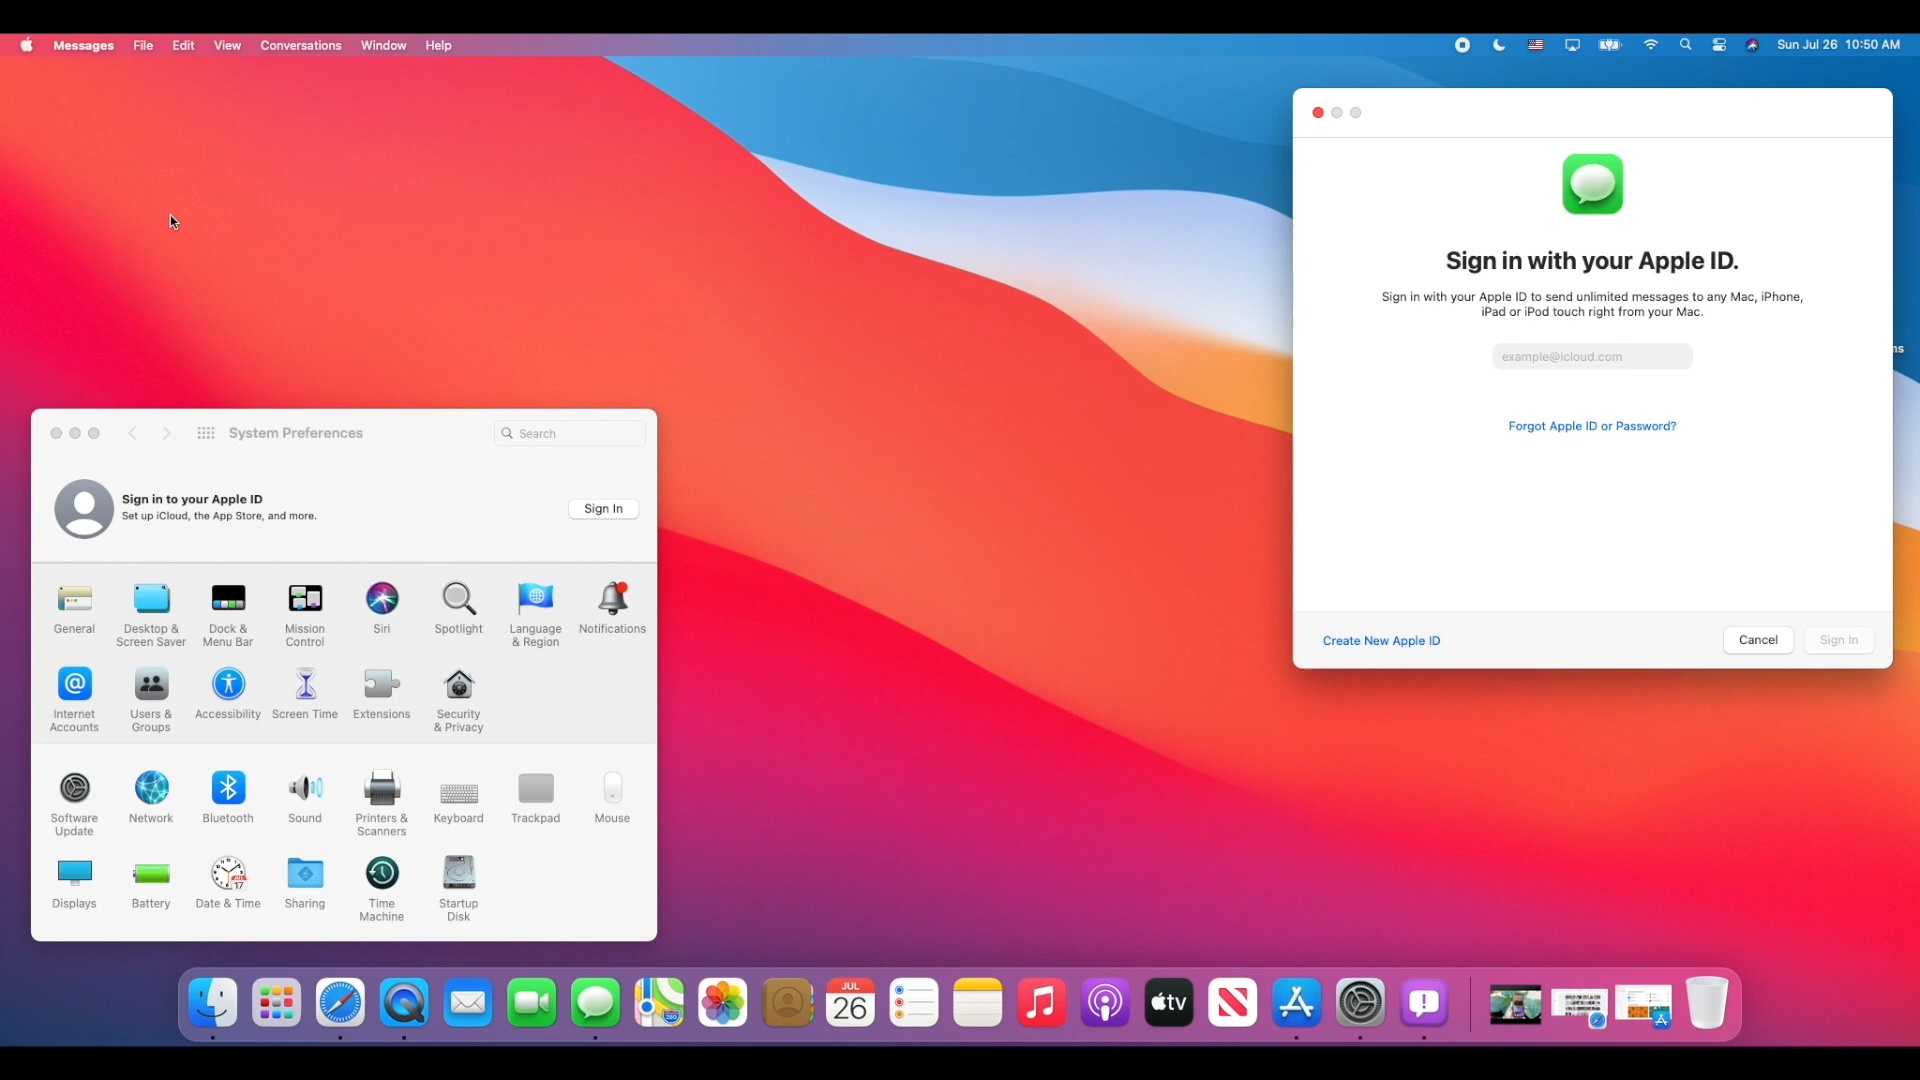 Messages File Edit View Conversations Window Help
Sun Jul 26 10:50 AM
Sign in with your Apple ID.
Sign in with your Apple ID to send unlimited messages to any Mac, iPhone,
iPad or iPod touch right from your Mac.
example@icloud.com
Forgot Apple ID or Password?
Create New Apple ID
Cancel
Sign In
ns
System Preferences
Search
Sign in to your Apple ID
Set up iCloud, the App Store, and more.
Sign In
General
Desktop &
Screen Saver
Dock &
Menu Bar
Mission
Control
Siri
Spotlight
Language
& Region
Notifications
Internet
Accounts
Users &
Groups
Accessibility
Screen Time
Extensions
Security
& Privacy
Software
Update
Network
Bluetooth
Sound
Printers &
Scanners
Keyboard
Trackpad
Mouse
Displays
Battery
JUL
17
Date & Time
Sharing
Time
Machine
Startup
Disk
280
JUL
26
tv